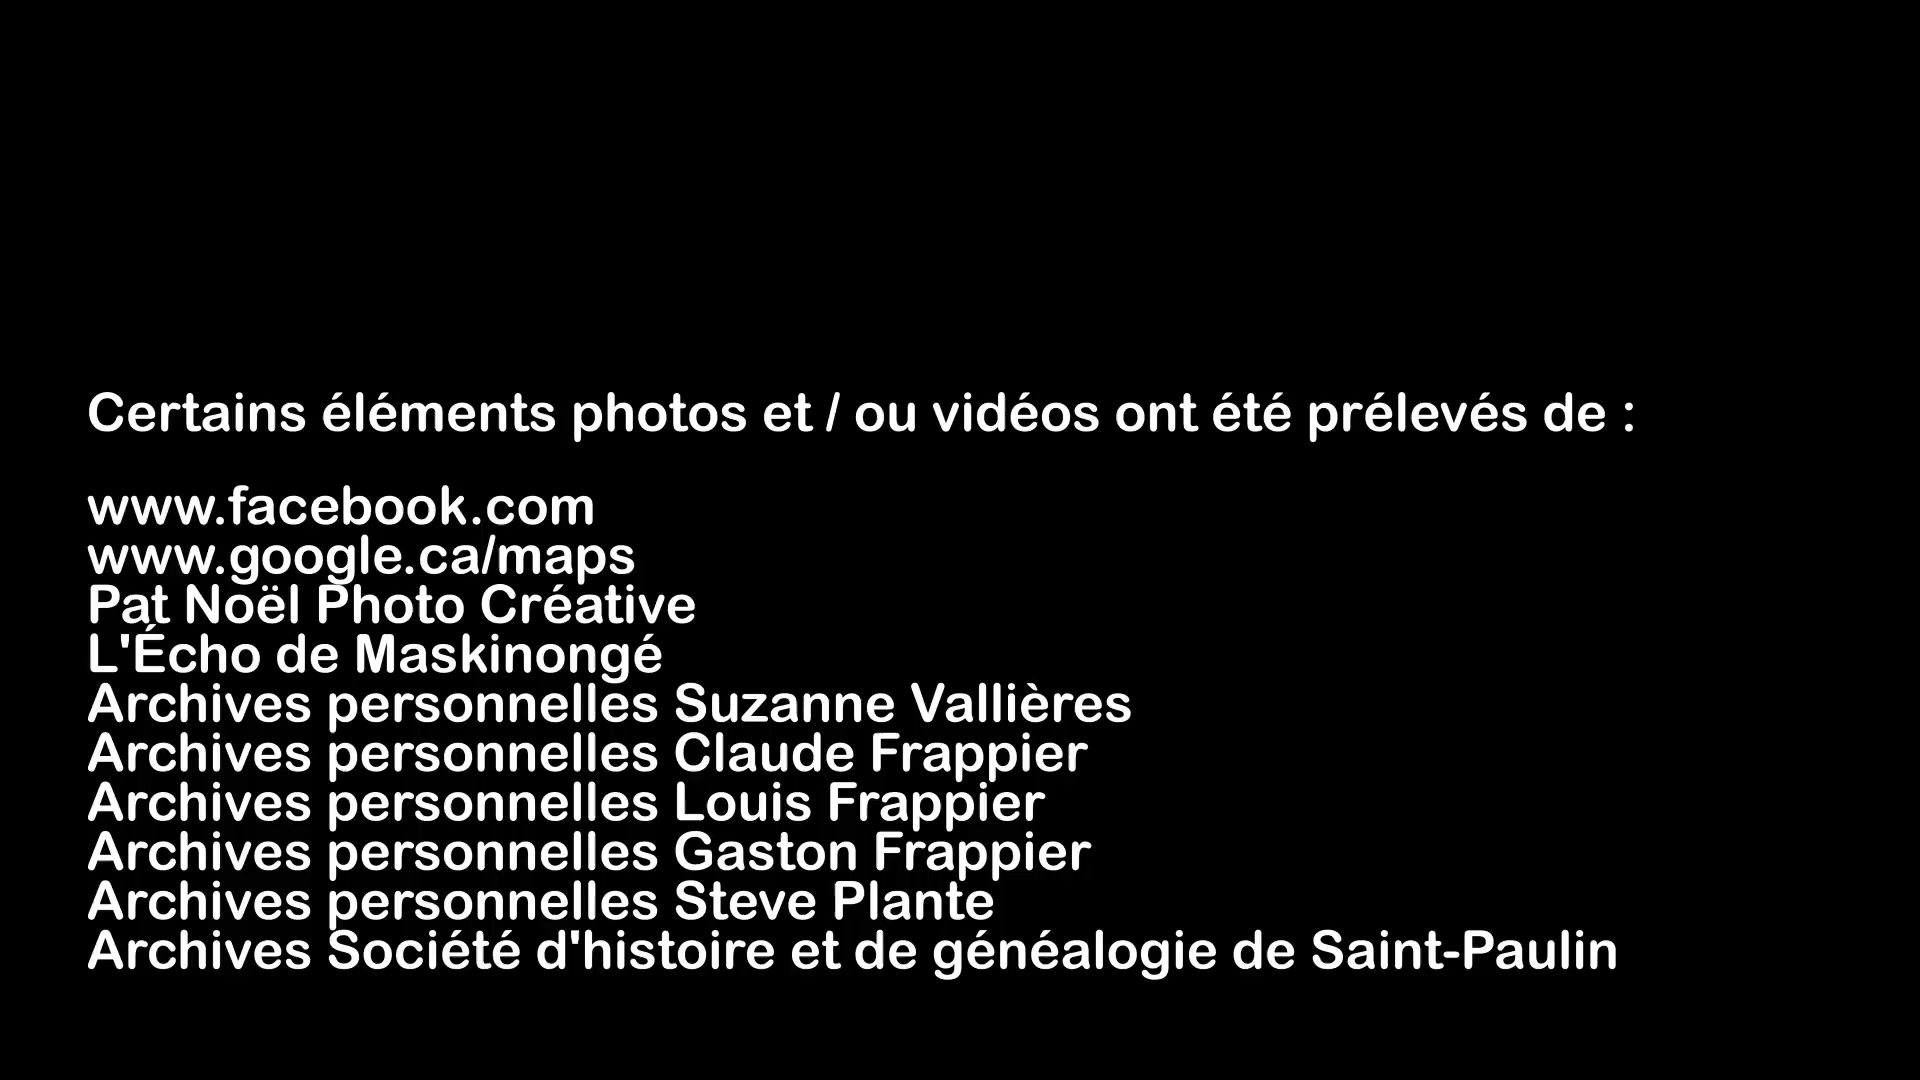 Certains éléments photos et / ou vidéos ont été prélevés de :
www.facebook.com
www.google.ca/maps
Pat Noël Photo Créative
L'Écho de Maskinongé
Archives personnelles Suzanne Vallières
Archives personnelles Claude Frappier
Archives personnelles Louis Frappier
Archives personnelles Gaston Frappier
Archives personnelles Steve Plante
Archives Société d'histoire et de généalogie de Saint-Paulin